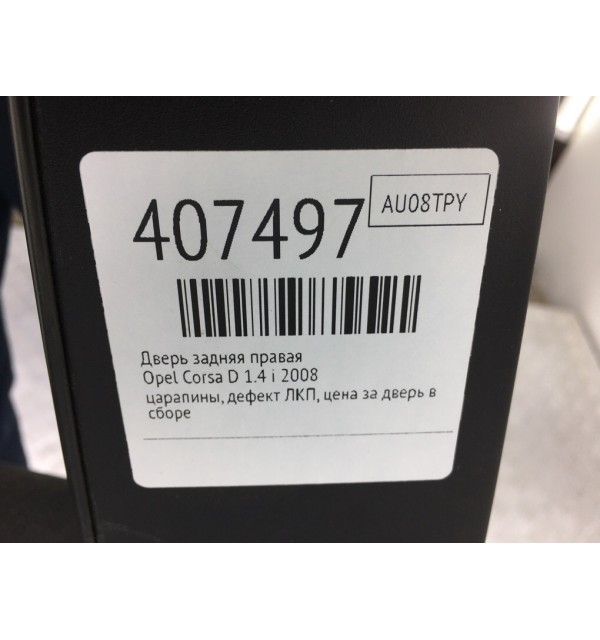 407497
AU08TPY
Дверь задняя правая
Opel Corsa D 1.4 i 2008
царапины, дефект ЛКП, цена за дверь в
сборе